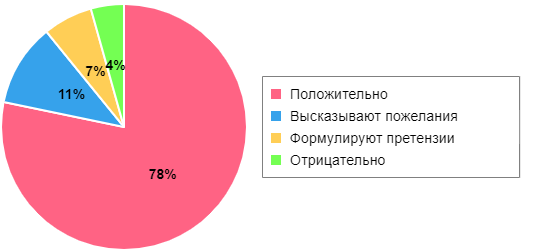 4%
7%
11%
78%
Положительно
Высказывают пожелания
Формулируют претензии
Отрицательно